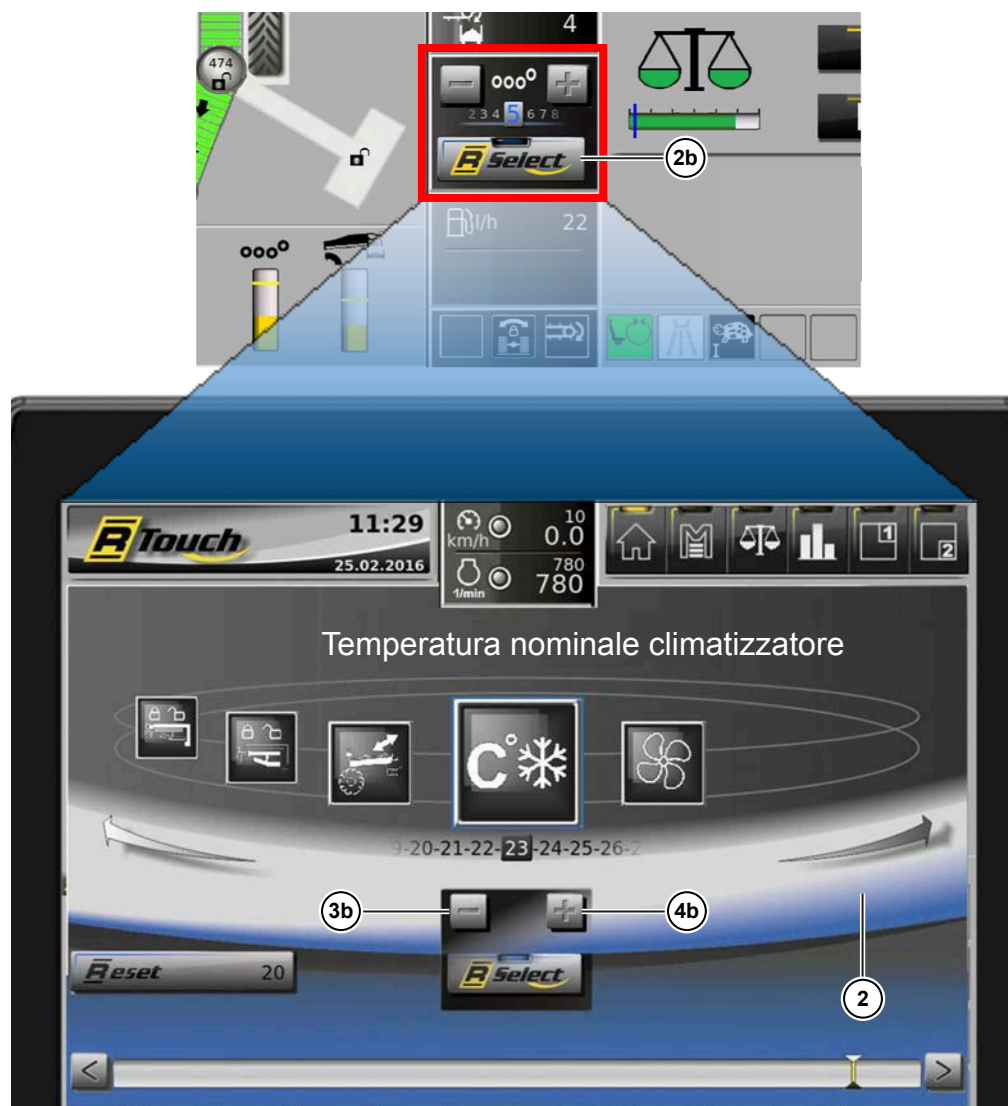 4
474
2 3 4 5 6 7 8
R Select
2b
l/h 22
I
R Touch
11:29
25.02.2016
km/h
10
0.0
1/min
780
780
1
2
Temperatura nominale climatizzatore
C°
9-20-21-22-23-24-25-26-2
3b
4b
Reset 20
R Select
2
< >